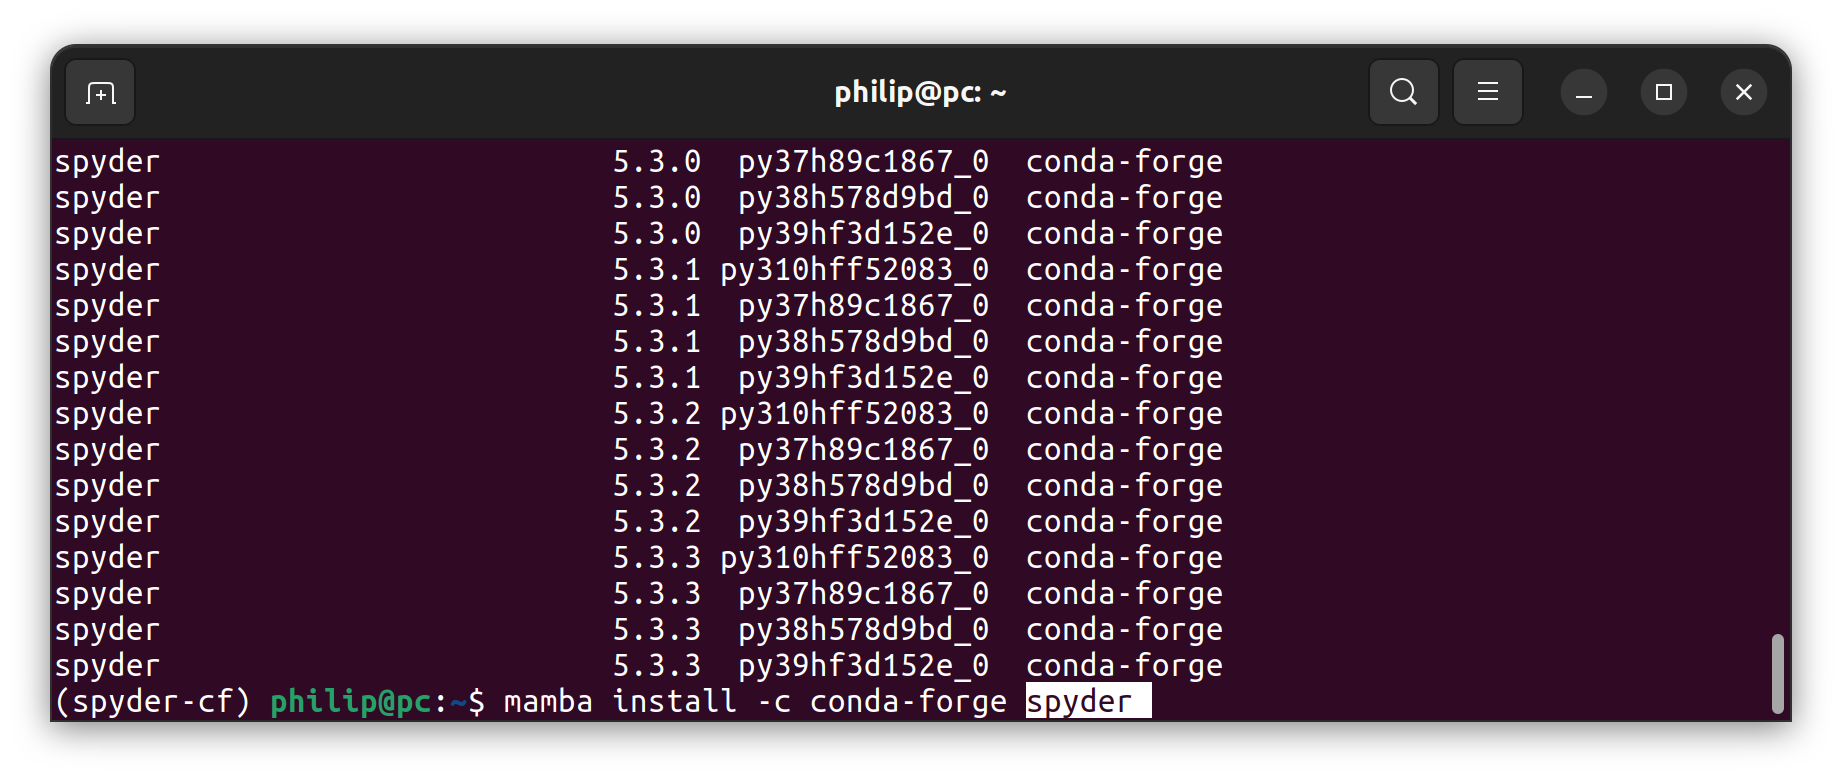 philip@pc: ~
spyder 5.3.0 py37h89c1867_0 conda-forge
spyder 5.3.0 py38h578d9bd_0 conda-forge
spyder 5.3.0 py39hf3d152e_0 conda-forge
spyder 5.3.1 py310hff52083_0 conda-forge
spyder 5.3.1 py37h89c1867_0 conda-forge
spyder 5.3.1 py38h578d9bd_0 conda-forge
spyder 5.3.1 py39hf3d152e_0 conda-forge
spyder 5.3.2 py310hff52083_0 conda-forge
spyder 5.3.2 py37h89c1867_0 conda-forge
spyder 5.3.2 py38h578d9bd_0 conda-forge
spyder 5.3.2 py39hf3d152e_0 conda-forge
spyder 5.3.3 py310hff52083_0 conda-forge
spyder 5.3.3 py37h89c1867_0 conda-forge
spyder 5.3.3 py38h578d9bd_0 conda-forge
spyder 5.3.3 py39hf3d152e_0 conda-forge
(spyder-cf) philip@pc:~$ mamba install -c conda-forge spyder